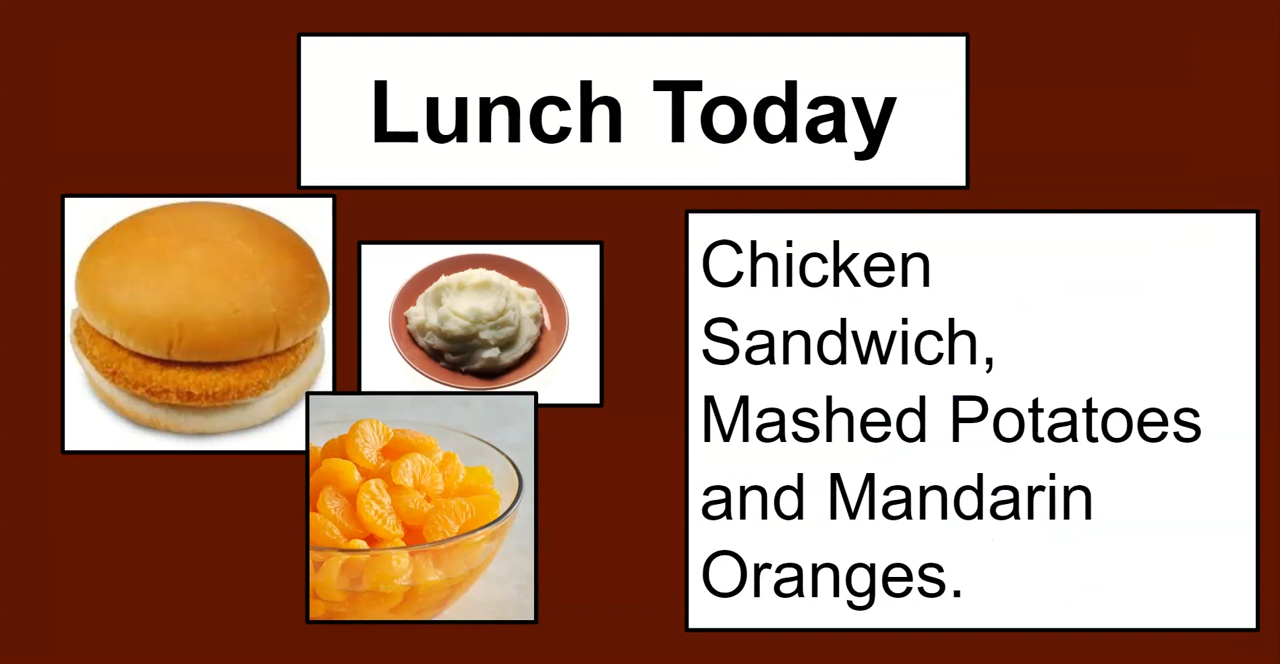 Lunch Today
Chicken
Sandwich,
Mashed Potatoes
and Mandarin
Oranges.